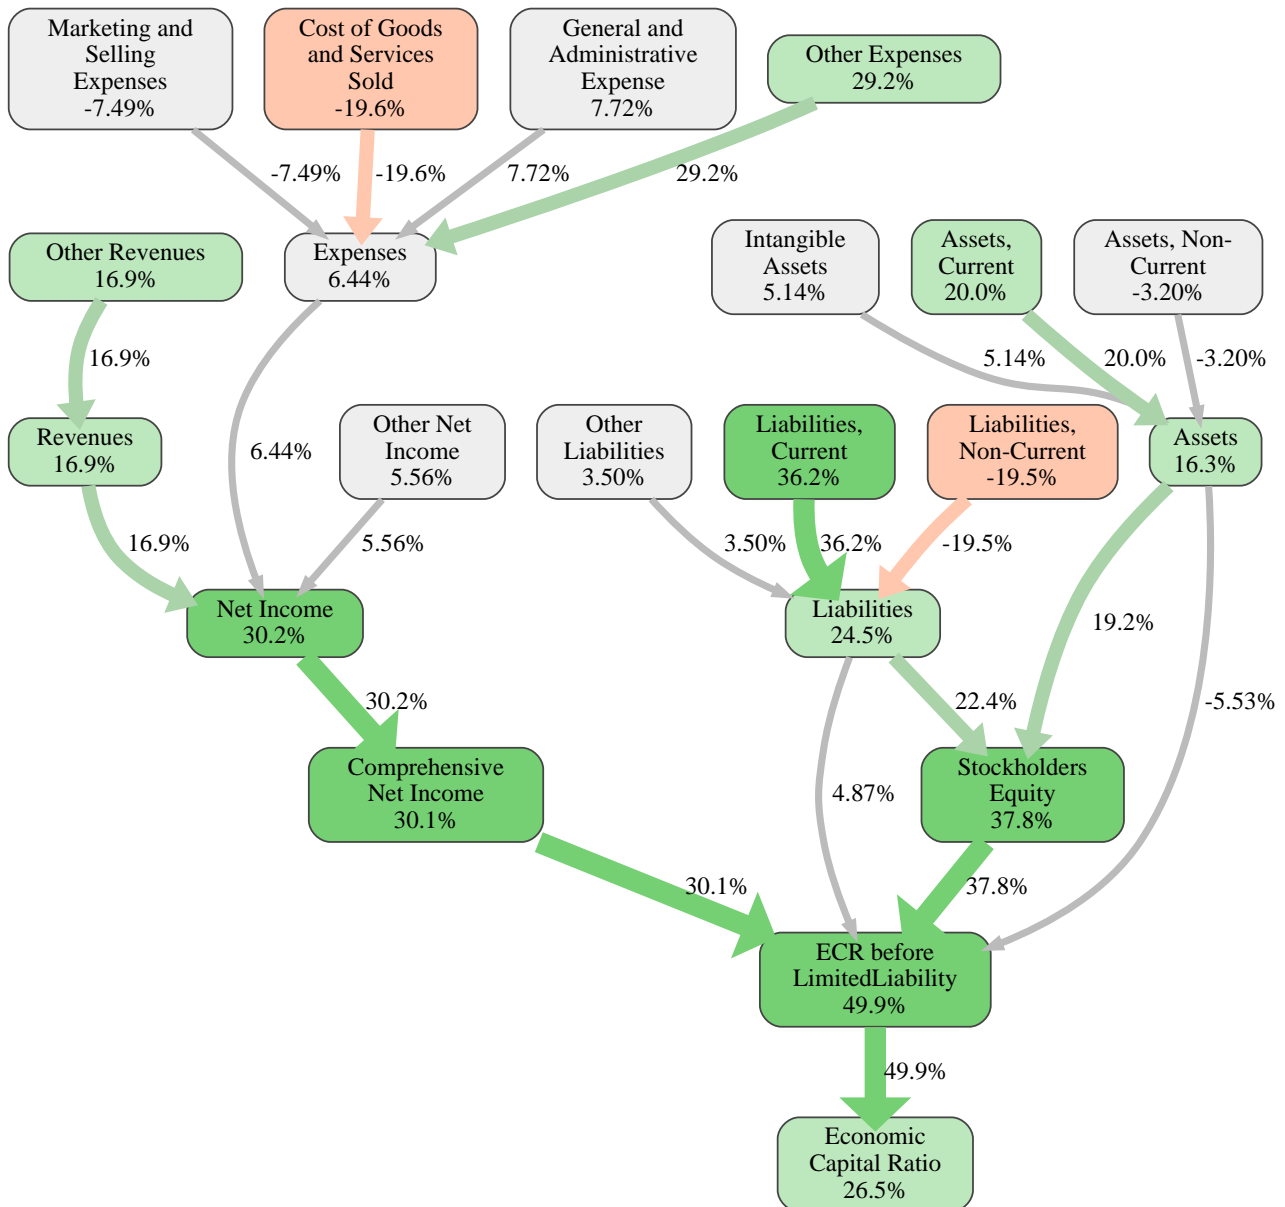 Marketing and
Selling
Expenses
-7.49%
Cost of Goods
and Services
Sold
-19.6%
General and
Administrative
Expense
7.72%
Other Expenses
29.2%
-7.49%
-19.6%
7.72%
29.2%
Other Revenues
16.9%
Expenses
6.44%
Intangible
Assets
5.14%
Assets,
Current
20.0%
Assets, Non-
Current
-3.20%
16.9%
5.14%
20.0%
-3.20%
Revenues
16.9%
6.44%
Other Net
Income
5.56%
Other
Liabilities
3.50%
Liabilities,
Current
36.2%
Liabilities,
Non-Current
-19.5%
Assets
16.3%
16.9%
5.56%
3.50%
36.2%
-19.5%
Net Income
30.2%
Liabilities
24.5%
19.2%
30.2%
22.4%
-5.53%
Comprehensive
Net Income
30.1%
4.87%
Stockholders
Equity
37.8%
30.1%
37.8%
ECR before
LimitedLiability
49.9%
49.9%
Economic
Capital Ratio
26.5%